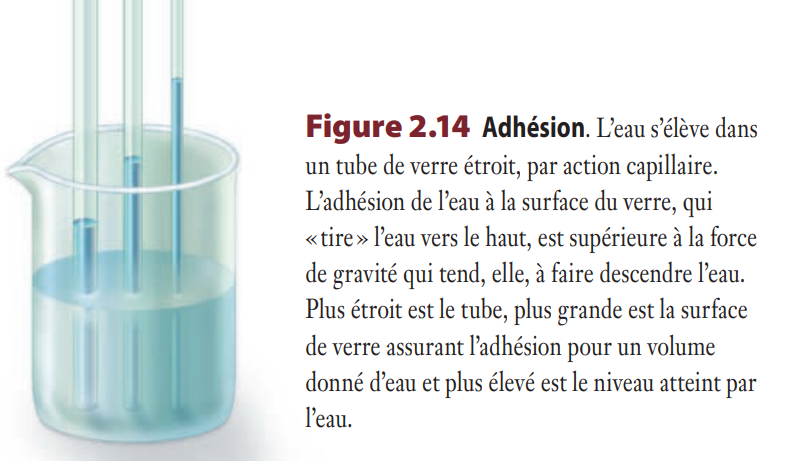 Figure 2.14 Adhésion. L’eau s’élève dans
un tube de verre étroit, par action capillaire.
L’adhésion de l’eau à la surface du verre, qui
«tire» l’eau vers le haut, est supérieure à la force
de gravité qui tend, elle, à faire descendre l’eau.
Plus étroit est le tube, plus grande est la surface
de verre assurant l’adhésion pour un volume
donné d’eau et plus élevé est le niveau atteint par
l’eau.